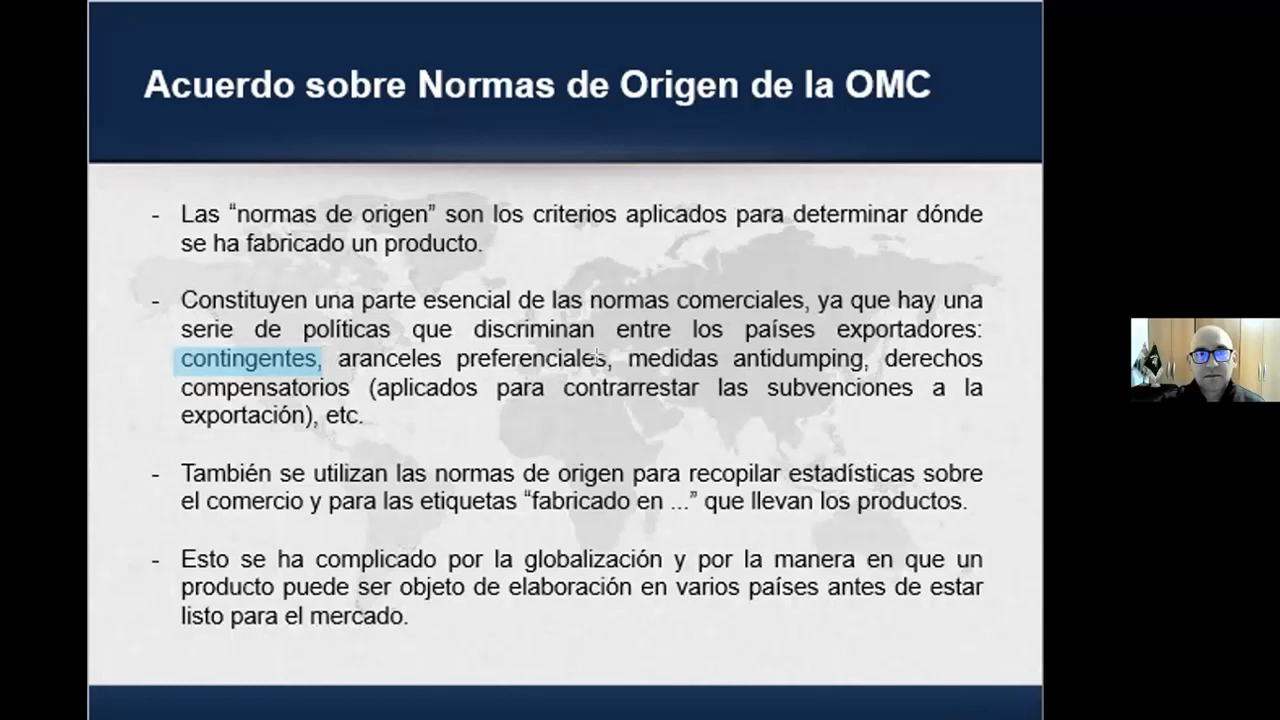 Acuerdo sobre Normas de Origen de la OMC
- Las “normas de origen” son los criterios aplicados para determinar dónde
se ha fabricado un producto.
- Constituyen una parte esencial de las normas comerciales, ya que hay una
serie de políticas que discriminan entre los países exportadores:
contingentes, aranceles preferenciales, medidas antidumping, derechos
compensatorios (aplicados para contrarrestar las subvenciones a la
exportación), etc.
- También se utilizan las normas de origen para recopilar estadísticas sobre
el comercio y para las etiquetas “fabricado en ...” que llevan los productos.
- Esto se ha complicado por la globalización y por la manera en que un
producto puede ser objeto de elaboración en varios países antes de estar
listo para el mercado.